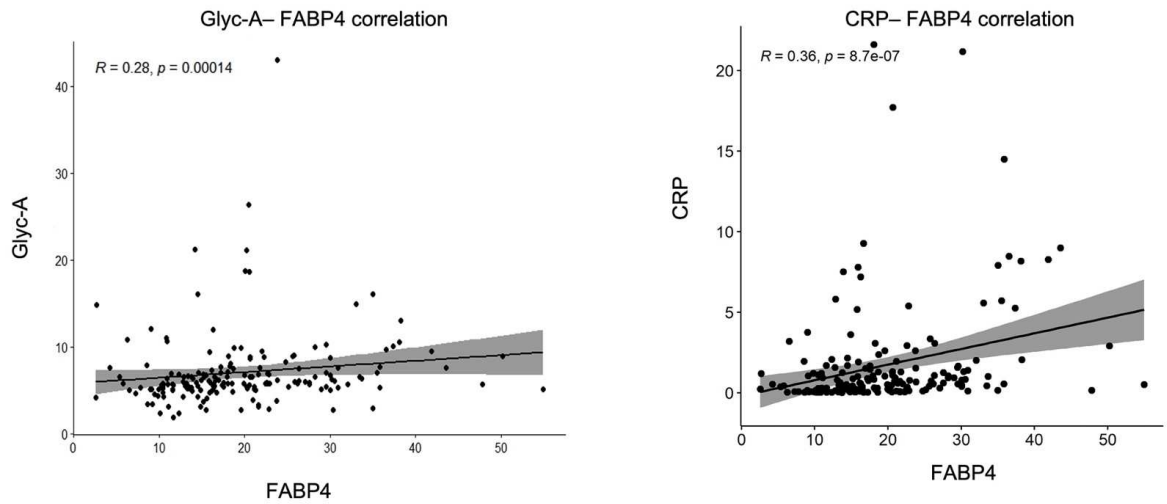 Glyc-A– FABP4 correlation
R = 0.28, p = 0.00014
40
30
20
10
0
Glyc-A
0 10 20 30 40 50
FABP4
CRP– FABP4 correlation
R = 0.36, p = 8.7e-07
20
15
10
5
0
CRP
0 10 20 30 40 50
FABP4